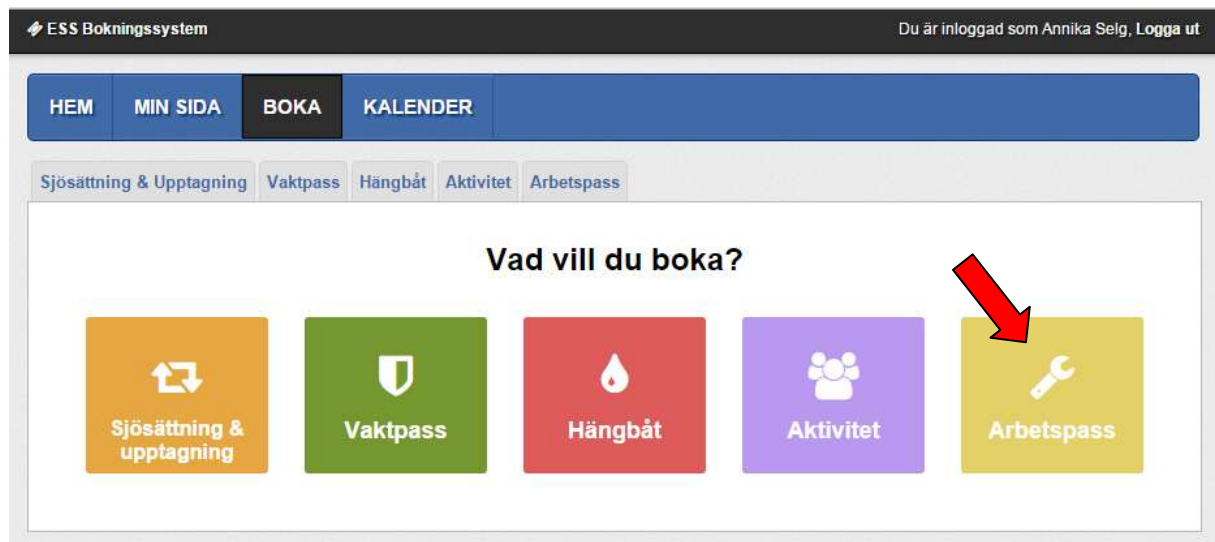 ESS Bokningssystem
Du är inloggad som Annika Selg, Logga ut
HEM MIN SIDA BOKA KALENDER
Sjösättning & Upptagning Vaktpass Hängbåt Aktivitet Arbetspass
Vad vill du boka?
Sjösättning &
upptagning
Vaktpass
Hängbåt
Aktivitet
Arbetspass